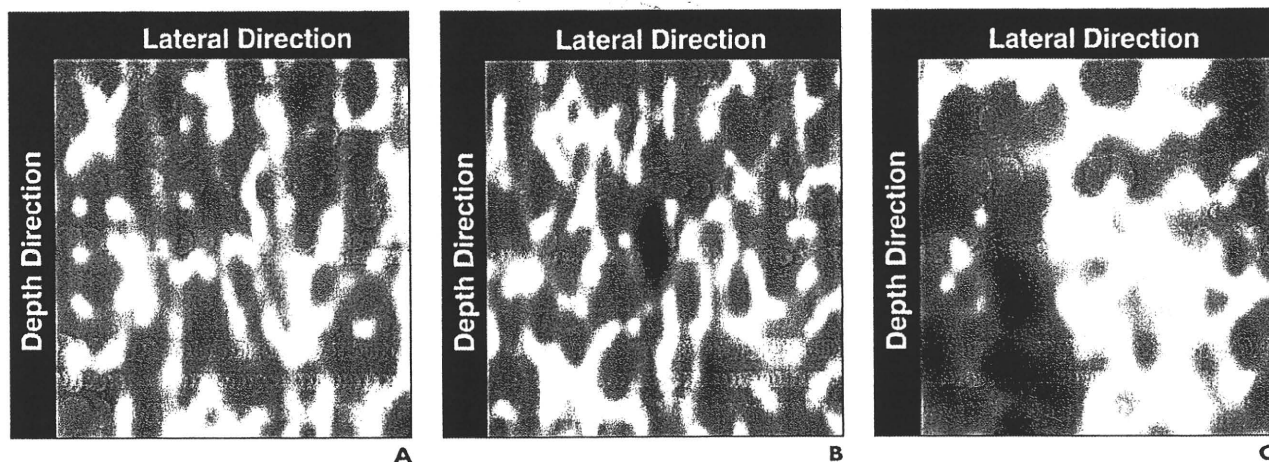 Lateral Direction
Depth Direction
A
Lateral Direction
Depth Direction
B
Lateral Direction
Depth Direction
C